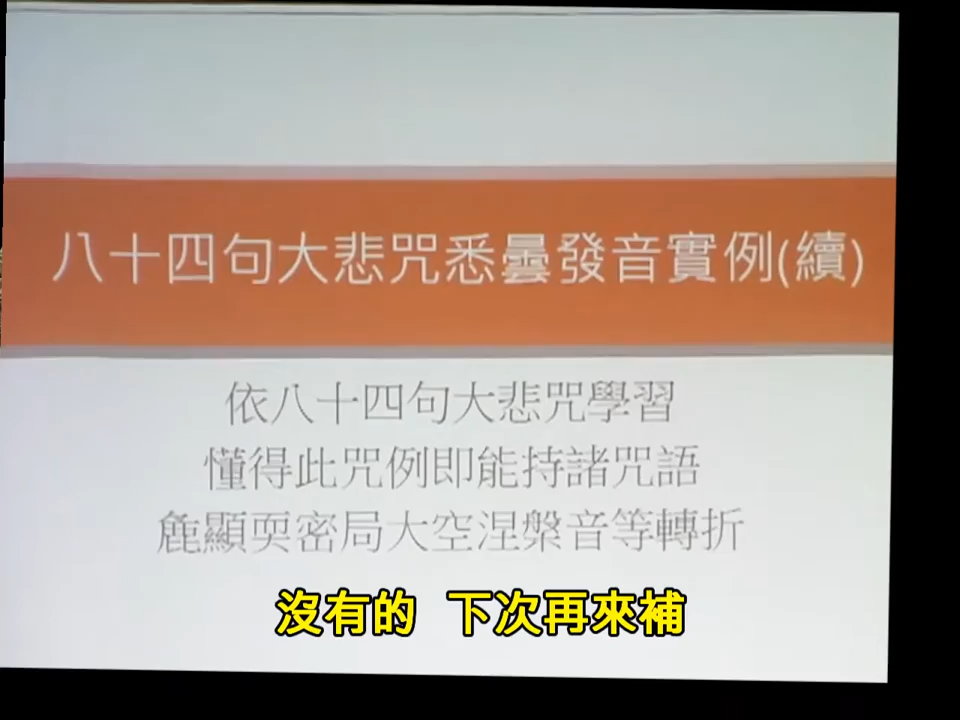 八十四句大悲咒悉曇發音實例(續)
依八十四句大悲咒學習
懂得此咒例即能持諸咒語
麁顯耎密局大空涅槃音等轉折
沒有的 下次再來補